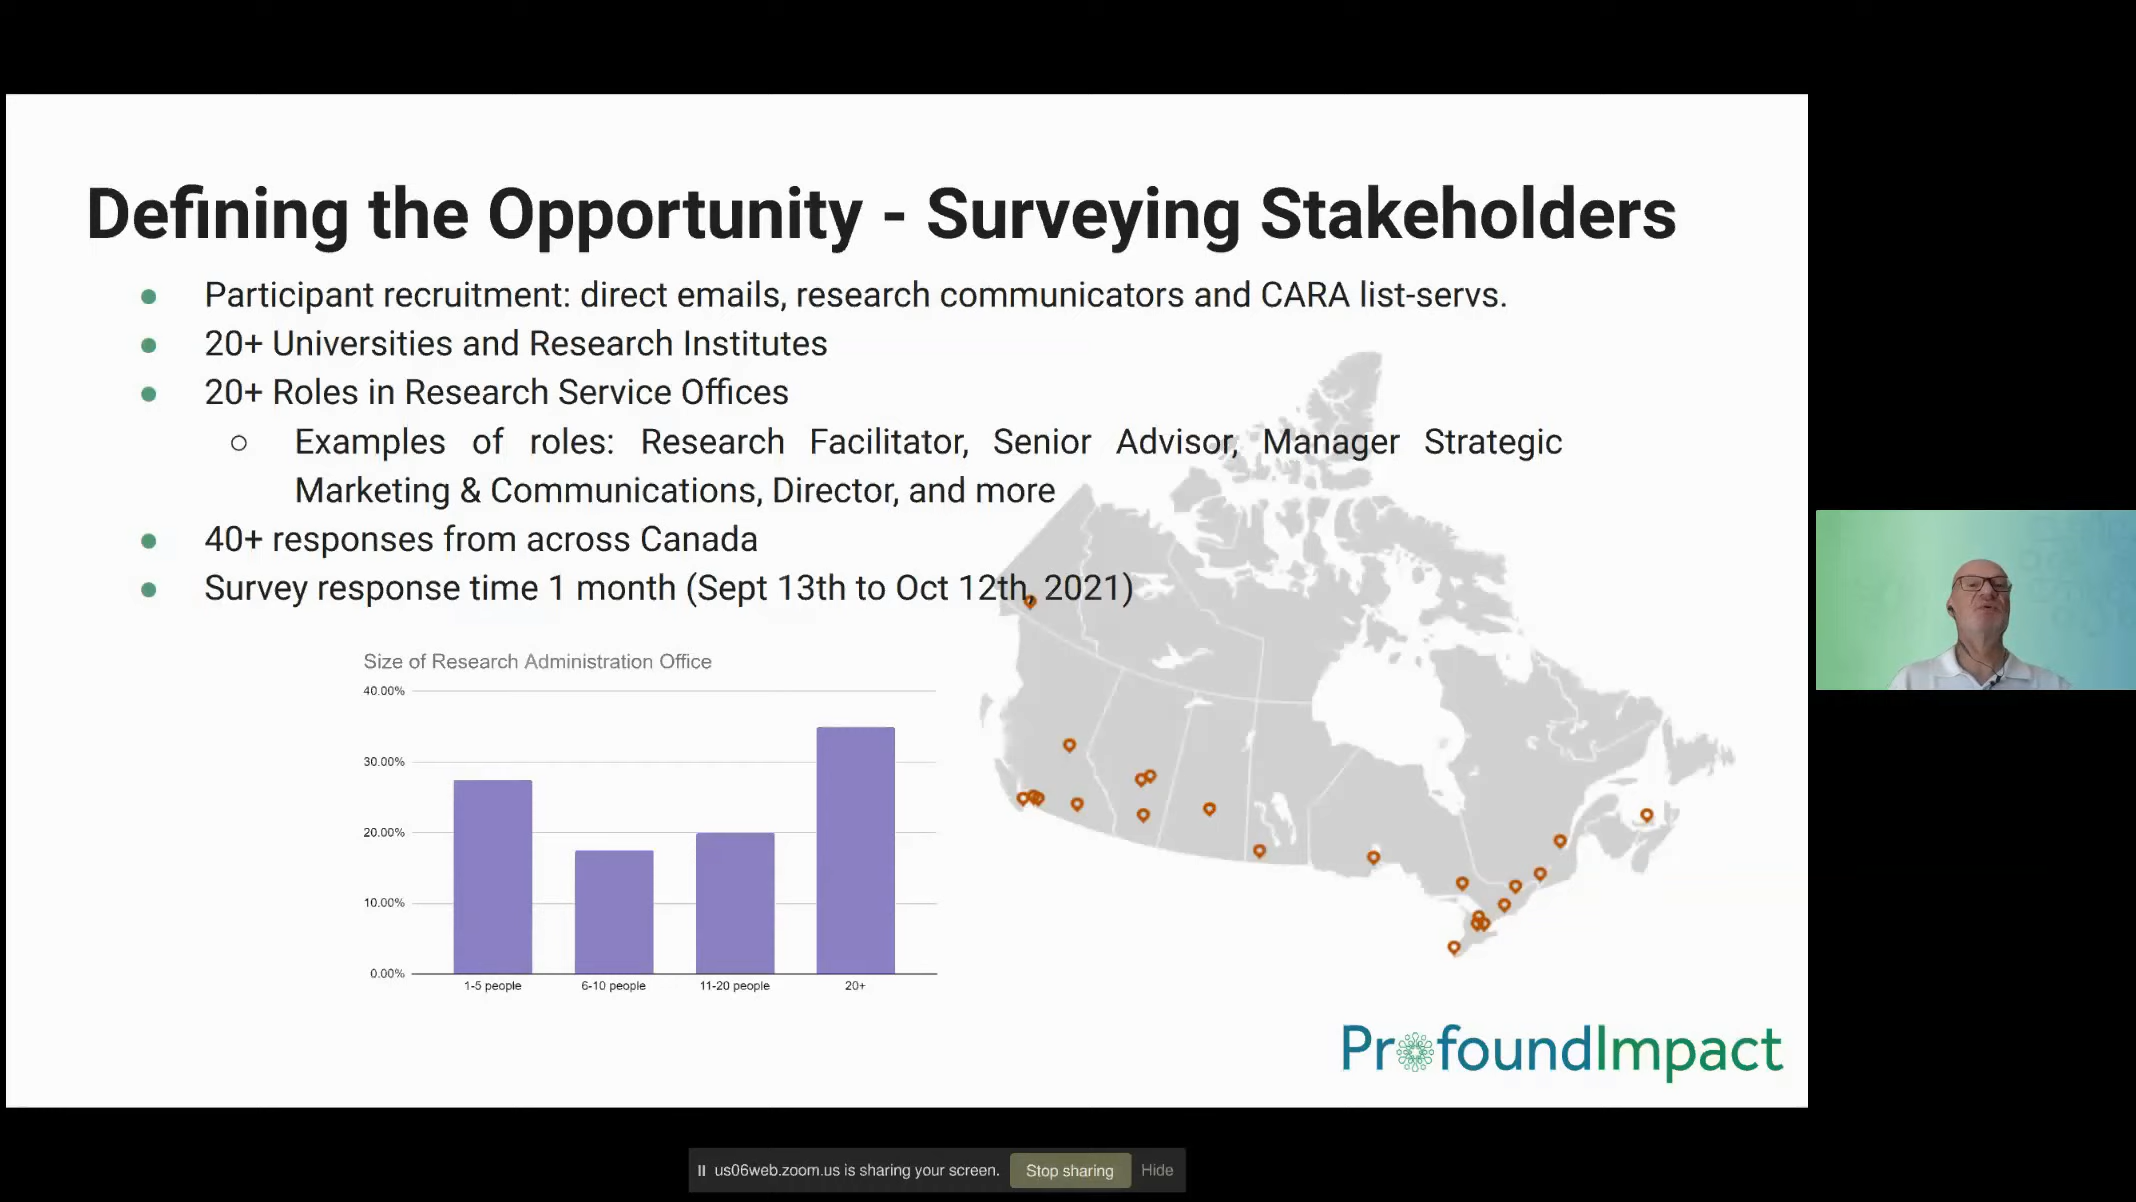 Defining the Opportunity - Surveying Stakeholders
● Participant recruitment: direct emails, research communicators and CARA list-servs.
● 20+ Universities and Research Institutes
● 20+ Roles in Research Service Offices
○ Examples of roles: Research Facilitator, Senior Advisor, Manager Strategic
Marketing & Communications, Director, and more
● 40+ responses from across Canada
● Survey response time 1 month (Sept 13th to Oct 12th, 2021)
Size of Research Administration Office
40.00%
30.00%
20.00%
10.00%
0.00%
1-5 people 6-10 people 11-20 people 20+
ProfoundImpact
us06web.zoom.us is sharing your screen. Stop sharing Hide